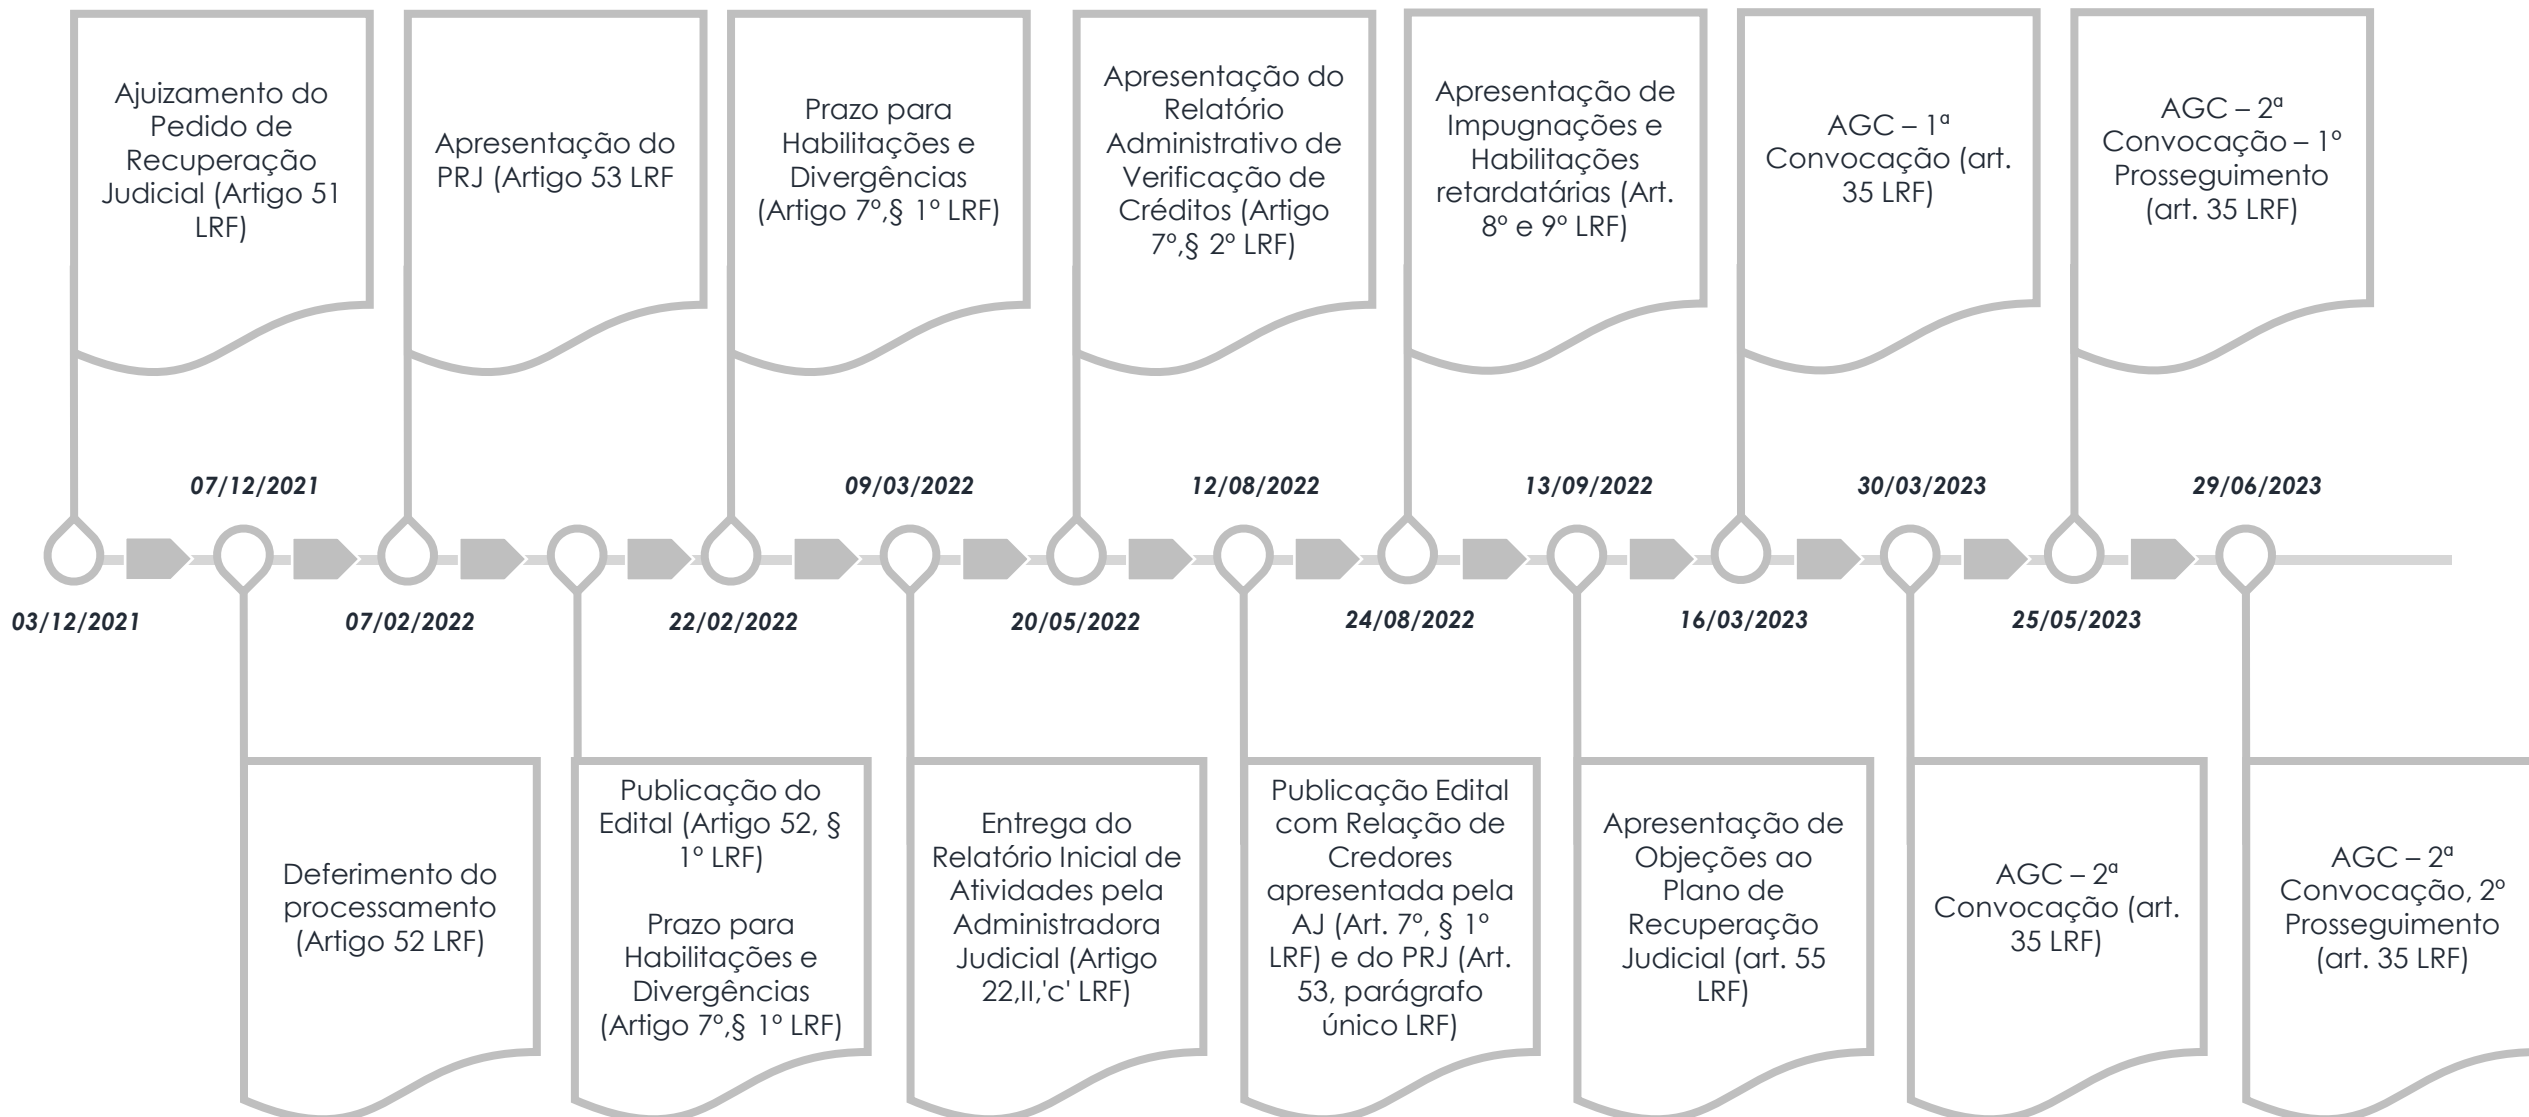 Ajuizamento do
Pedido de
Recuperação
Judicial (Artigo 51
LRF)
Apresentação do
PRJ (Artigo 53 LRF
Prazo para
Habilitações e
Divergências
(Artigo 7º,§ 1º LRF)
Apresentação do
Relatório
Administrativo de
Verificação de
Créditos (Artigo
7º,§ 2º LRF)
Apresentação de
Impugnações e
Habilitações
retardatárias (Art.
8º e 9º LRF)
AGC – 1ª
Convocação (art.
35 LRF)
AGC – 2ª
Convocação – 1º
Prosseguimento
(art. 35 LRF)
07/12/2021
09/03/2022
12/08/2022
13/09/2022
30/03/2023
29/06/2023
03/12/2021
07/02/2022
22/02/2022
20/05/2022
24/08/2022
16/03/2023
25/05/2023
Deferimento do
processamento
(Artigo 52 LRF)
Publicação do
Edital (Artigo 52, §
1º LRF)
Prazo para
Habilitações e
Divergências
(Artigo 7º,§ 1º LRF)
Entrega do
Relatório Inicial de
Atividades pela
Administradora
Judicial (Artigo
22,II,'c' LRF)
Publicação Edital
com Relação de
Credores
apresentada pela
AJ (Art. 7º, § 1º
LRF) e do PRJ (Art.
53, parágrafo
único LRF)
Apresentação de
Objeções ao
Plano de
Recuperação
Judicial (art. 55
LRF)
AGC – 2ª
Convocação (art.
35 LRF)
AGC – 2ª
Convocação, 2º
Prosseguimento
(art. 35 LRF)